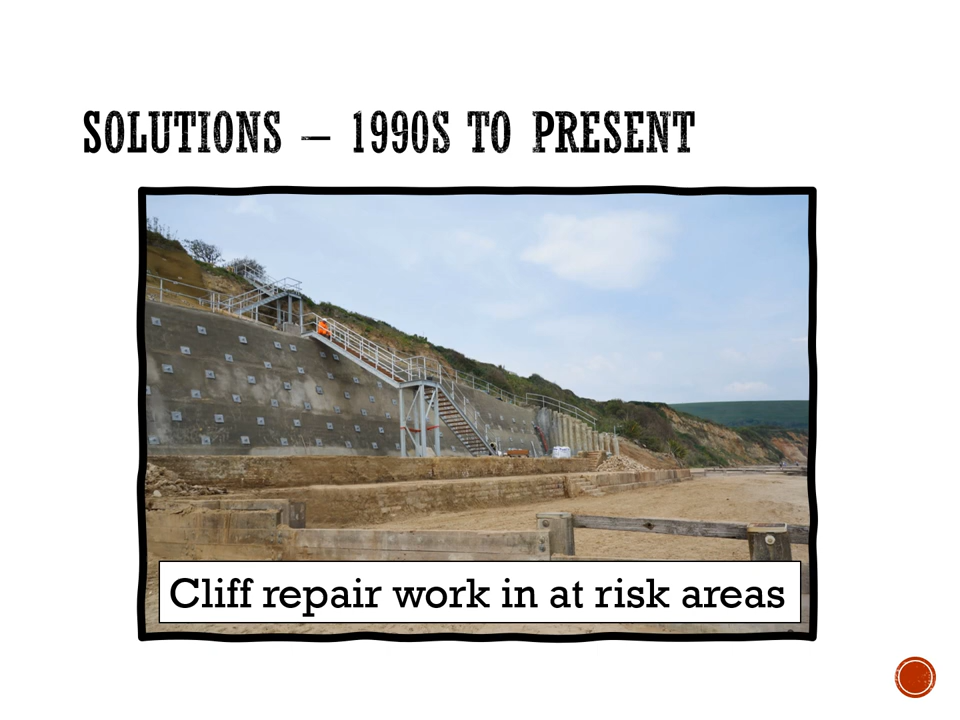 SOLUTIONS – 1990S TO PRESENT
Cliff repair work in at risk areas